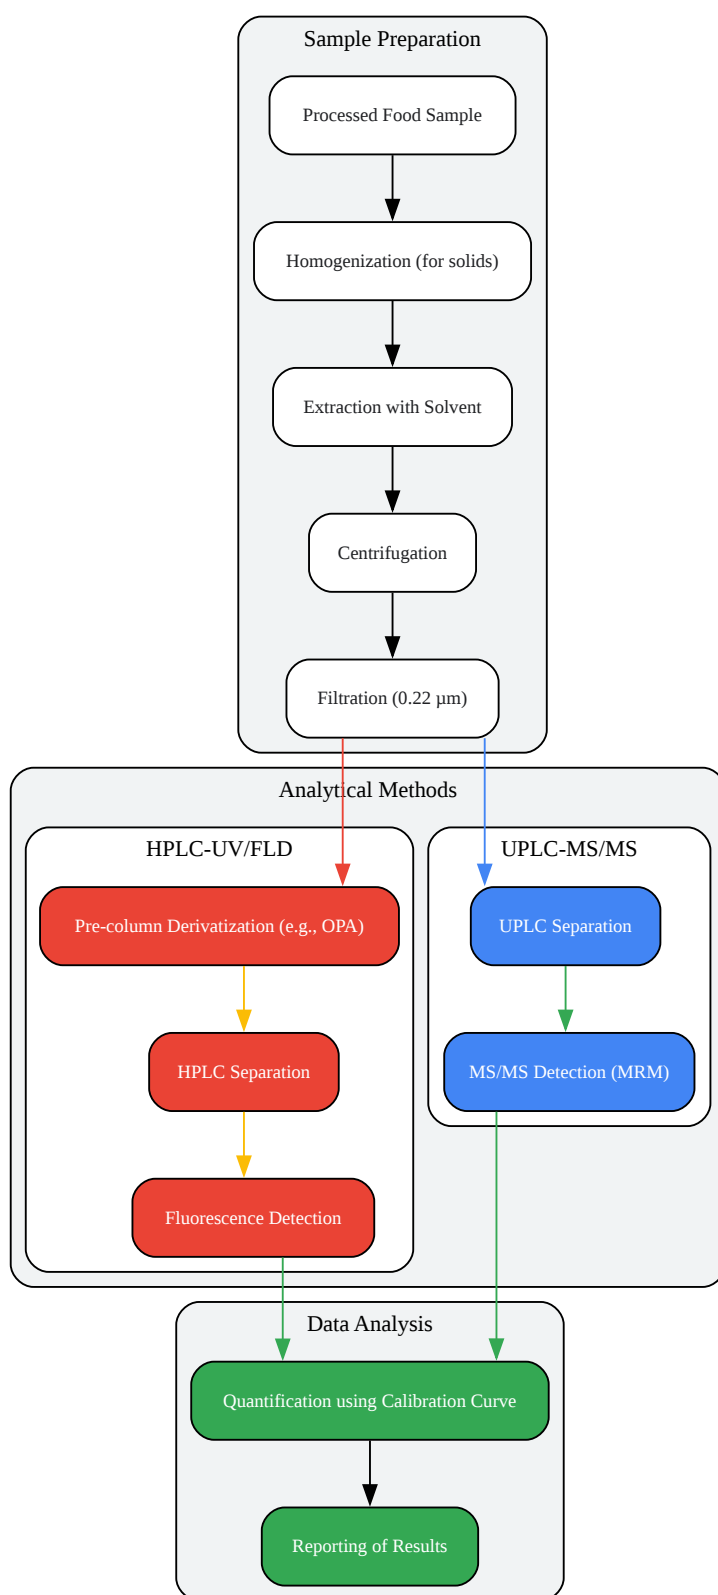 Sample Preparation
Processed Food Sample
Homogenization (for solids)
Extraction with Solvent
Centrifugation
Filtration (0.22 µm)
Analytical Methods
HPLC-UV/FLD
Pre-column Derivatization (e.g., OPA)
HPLC Separation
Fluorescence Detection
UPLC-MS/MS
UPLC Separation
MS/MS Detection (MRM)
Data Analysis
Quantification using Calibration Curve
Reporting of Results